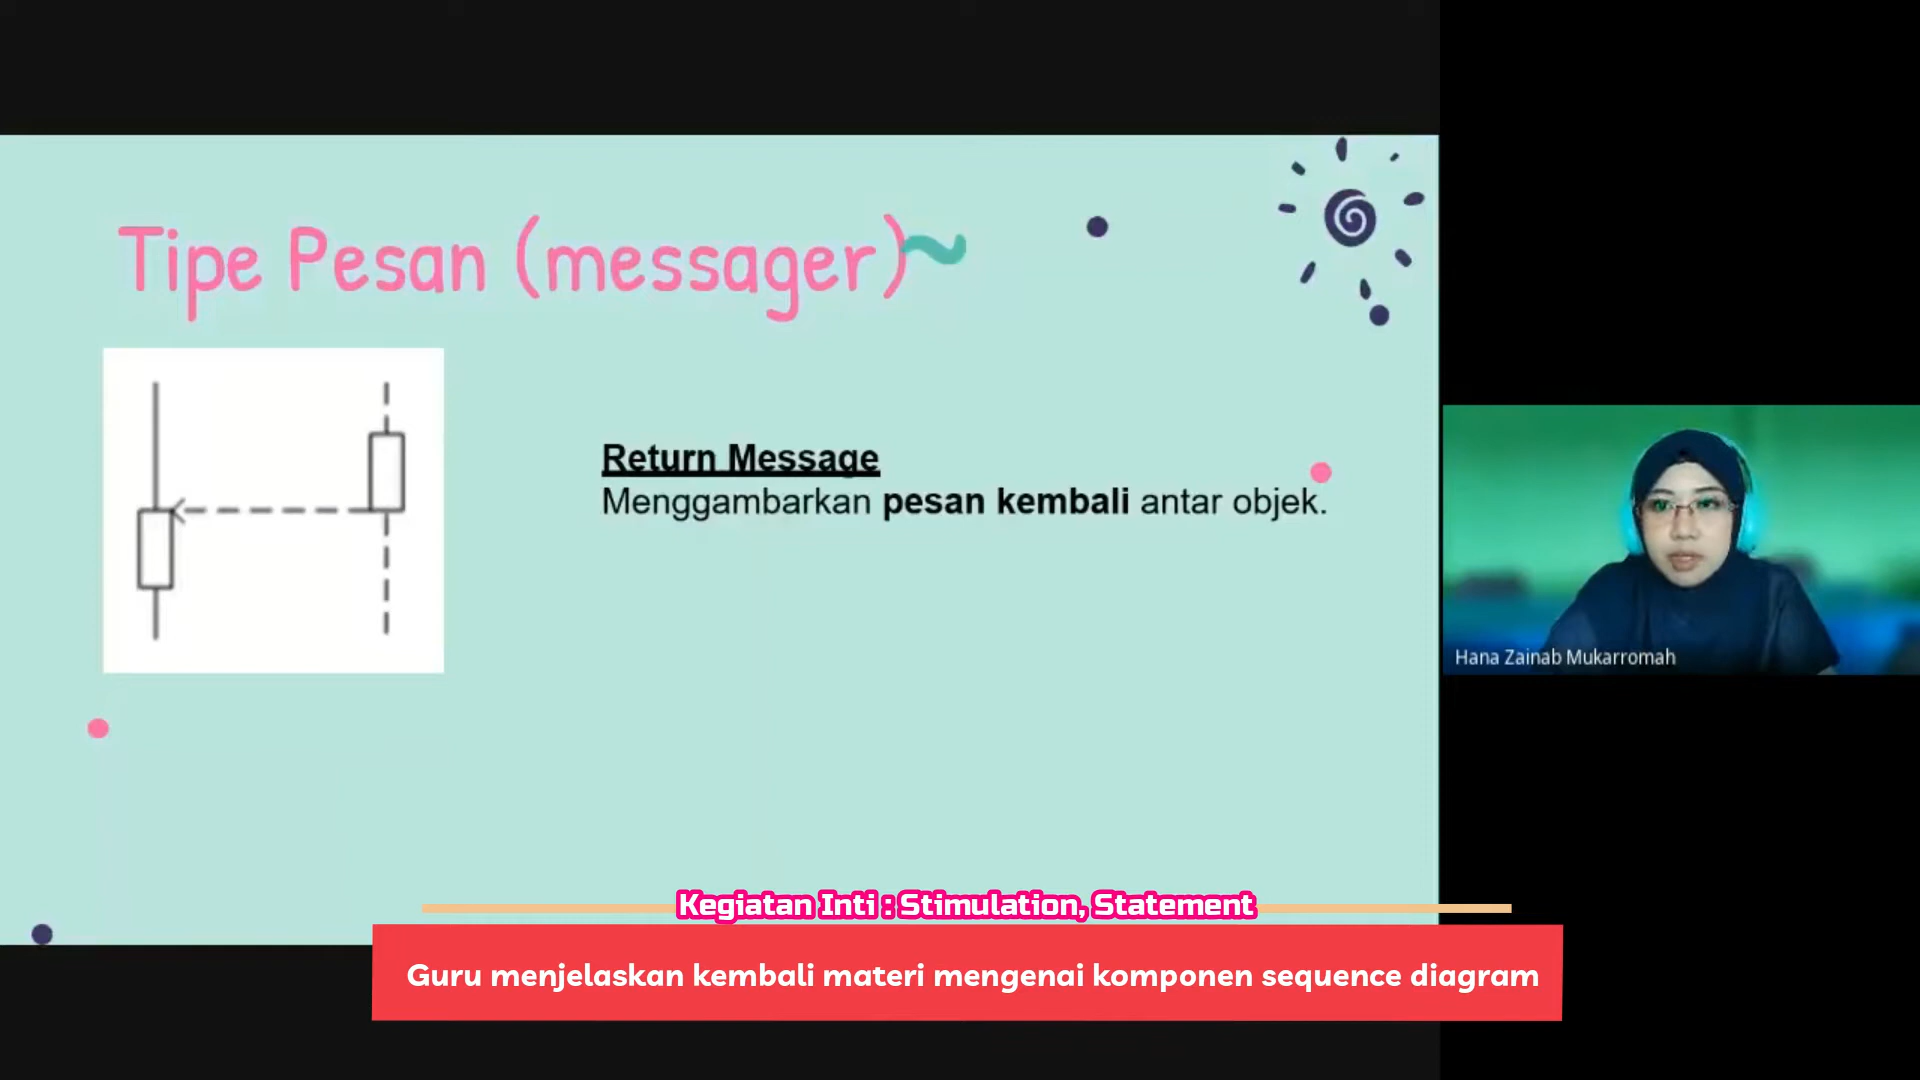 Tipe Pesan (messager)
Return Message
Menggambarkan pesan kembali antar objek.
Hana Zainab Mukarromah
Kegiatan Inti : Stimulation, Statement
Guru menjelaskan kembali materi mengenai komponen sequence diagram